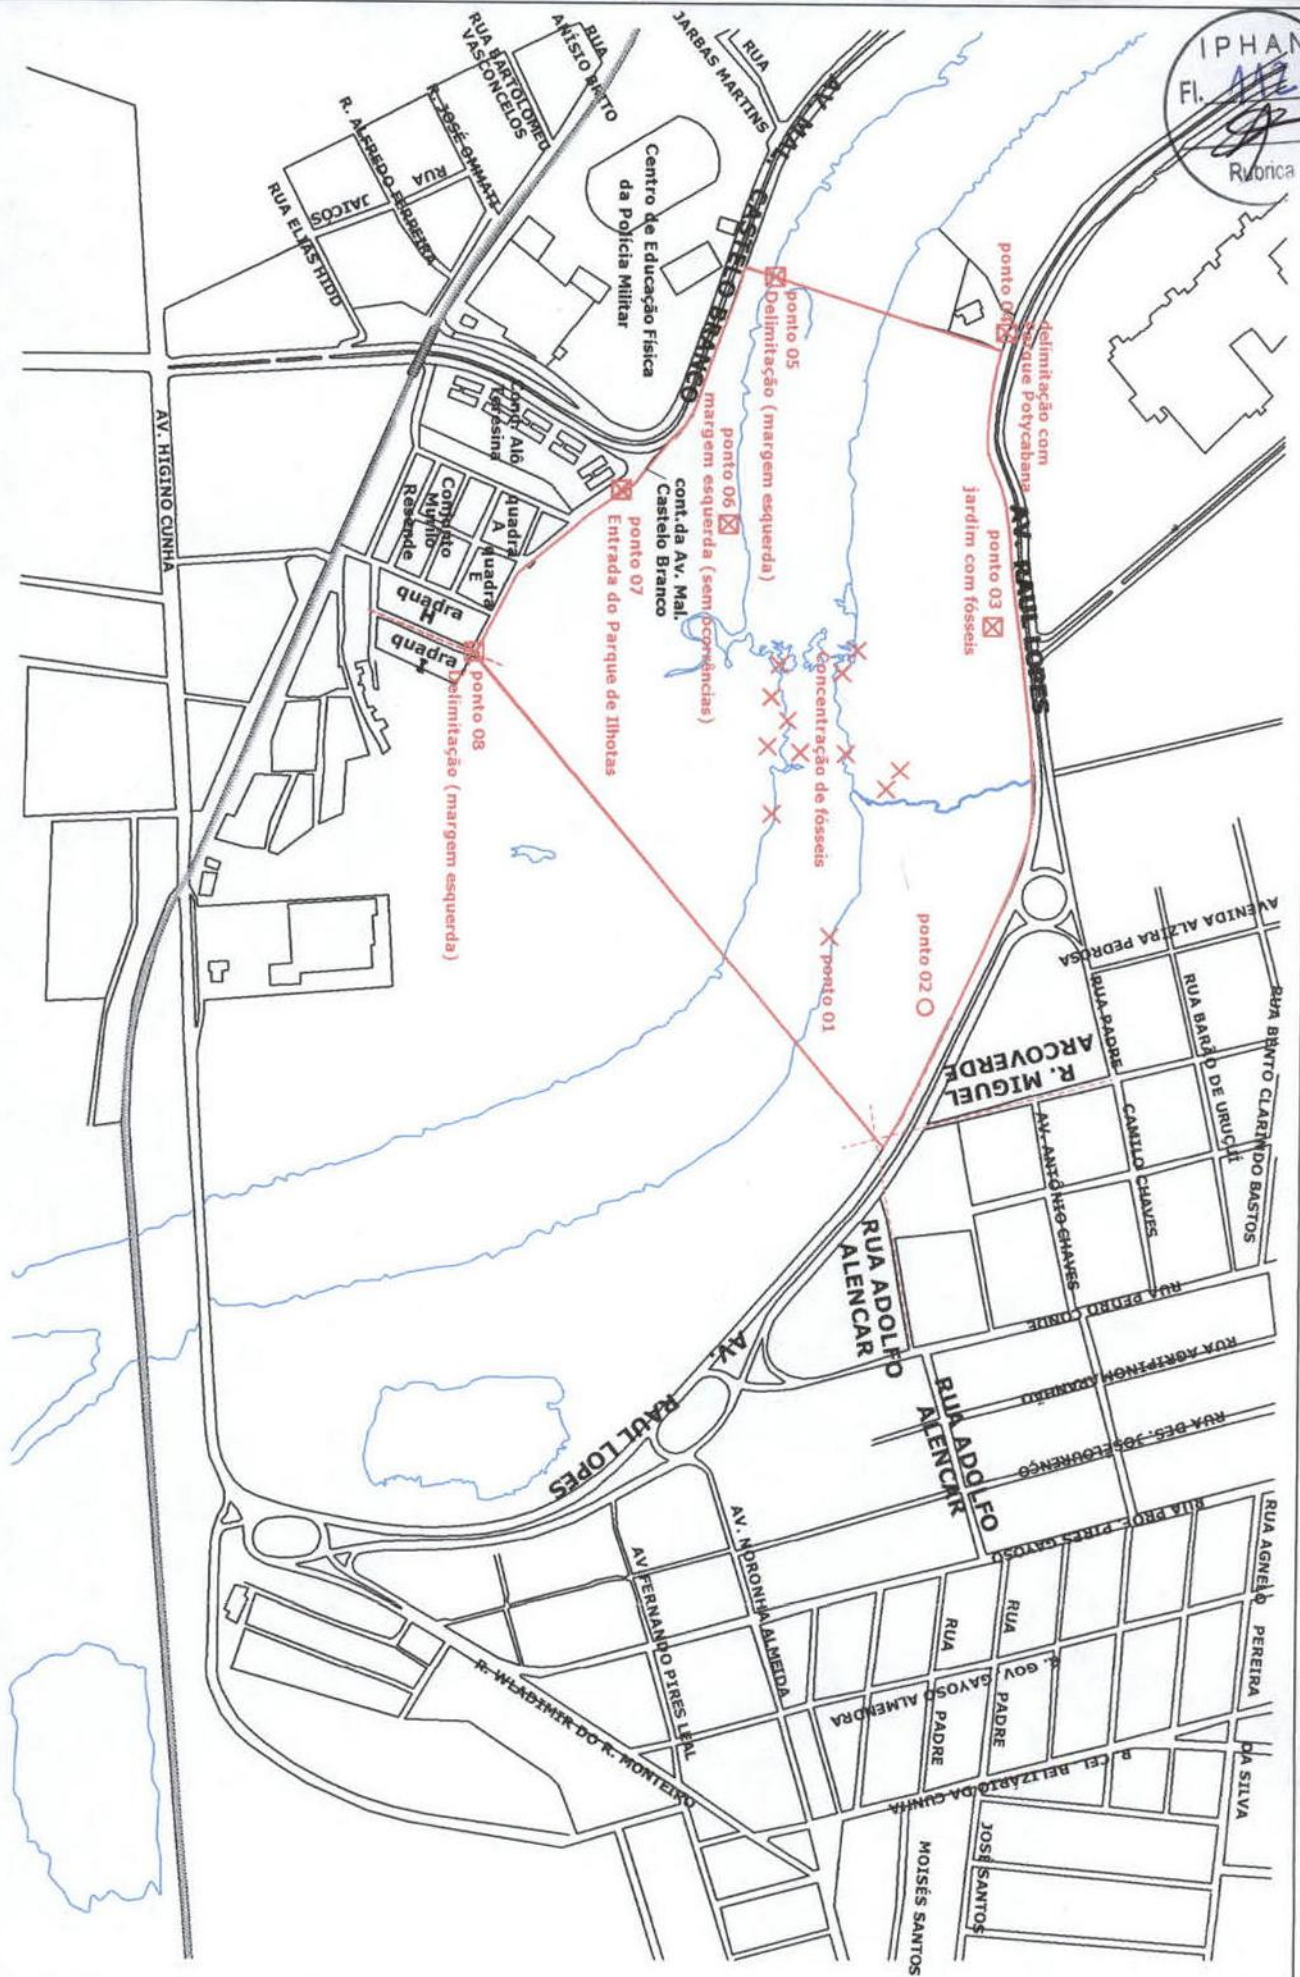 IPHAN
Fl. 112
Rubrica
RUA
JARBAS MARTINS
RUA
ANÍSIO BRITO
RUA BARTOLOMEU
VASCONCELOS
R. JOSÉ OMMATI
R. ALFREDO FERREIRA
RUA
JAICÓS
RUA ELIAS HIDD
AV. MAL. CASTELO BRANCO
Centro de Educação Física
da Polícia Militar
delimitação com
Parque Potycabana
ponto 04
ponto 05
Delimitação (margem esquerda)
ponto 06
margem esquerda (sem ocorrências)
cont.da Av. Mal.
Castelo Branco
ponto 03
jardim com fósseis
AV. RAUL LOPES
ponto 07
Entrada do Parque de Ilhotas
Cond. Alô
Teresina
Conjunto
Murilo
Resende
quadra
A
quadra
E
quadra
H
quadra
I
AV. HIGINO CUNHA
ponto 08
Delimitação (margem esquerda)
Concentração de fósseis
ponto 01
ponto 02
AVENIDA ALZIRA PEDROSA
RUA BENTO CLARINDO BASTOS
RUA BARÃO DE URUÇUÍ
RUA PADRE
CAMILO CHAVES
R. MIGUEL
ARCOVERDE
AV. ANTÔNIO CHAVES
RUA ADOLFO
ALENCAR
RUA PEDRO CONDE
RUA AGRIPINO MARANHÃO
RUA DES. JOSÉ LOURENÇO
RUA ADOLFO
ALENCAR
RUA PROF. PIRES GAYOSO
AV.
RAUL LOPES
AV. NORONHA ALMEIDA
AV FERNANDO PIRES LEAL
R. WLADIMIR DO R. MONTEIRO
RUA AGNELO PEREIRA DA SILVA
R. GOV. GAYOSO ALMENDRA
R CEL. BELIZÁRIO DA CUNHA
RUA PADRE JOSÉ SANTOS
RUA PADRE MOISÉS SANTOS